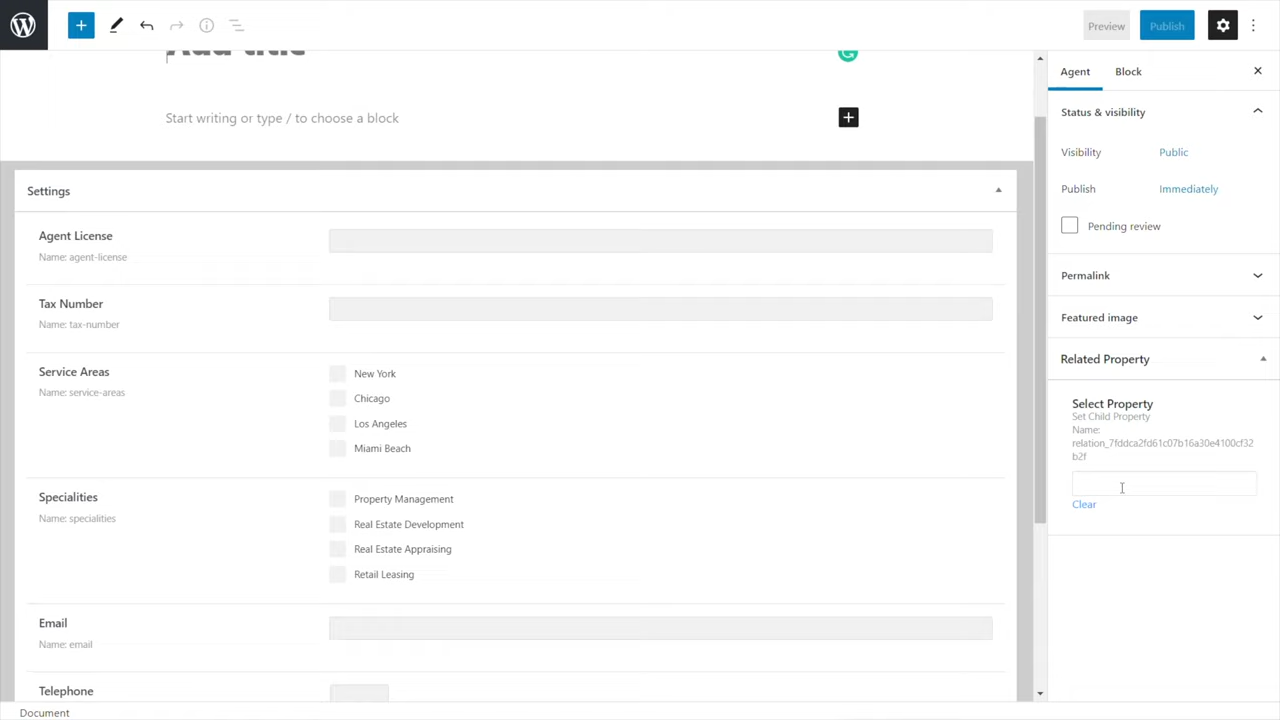 Preview
Publish
Add title
Start writing or type / to choose a block
Settings
Agent License
Name: agent-license
Tax Number
Name: tax-number
Service Areas
Name: service-areas
New York
Chicago
Los Angeles
Miami Beach
Specialities
Name: specialities
Property Management
Real Estate Development
Real Estate Appraising
Retail Leasing
Email
Name: email
Telephone
Document
Agent
Block
Status & visibility
Visibility
Public
Publish
Immediately
Pending review
Permalink
Featured image
Related Property
Select Property
Set Child Property
Name:
relation_7fddca2fd61c07b16a30e4100cf32
b2f
Clear